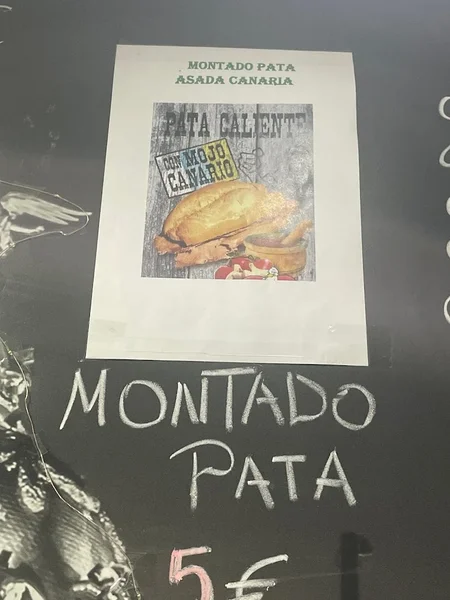 MONTADO PATA
ASADA CANARIA
PATA CALIENTE
CON MOJO
CANARIO
MONTADO
PATA
5 €